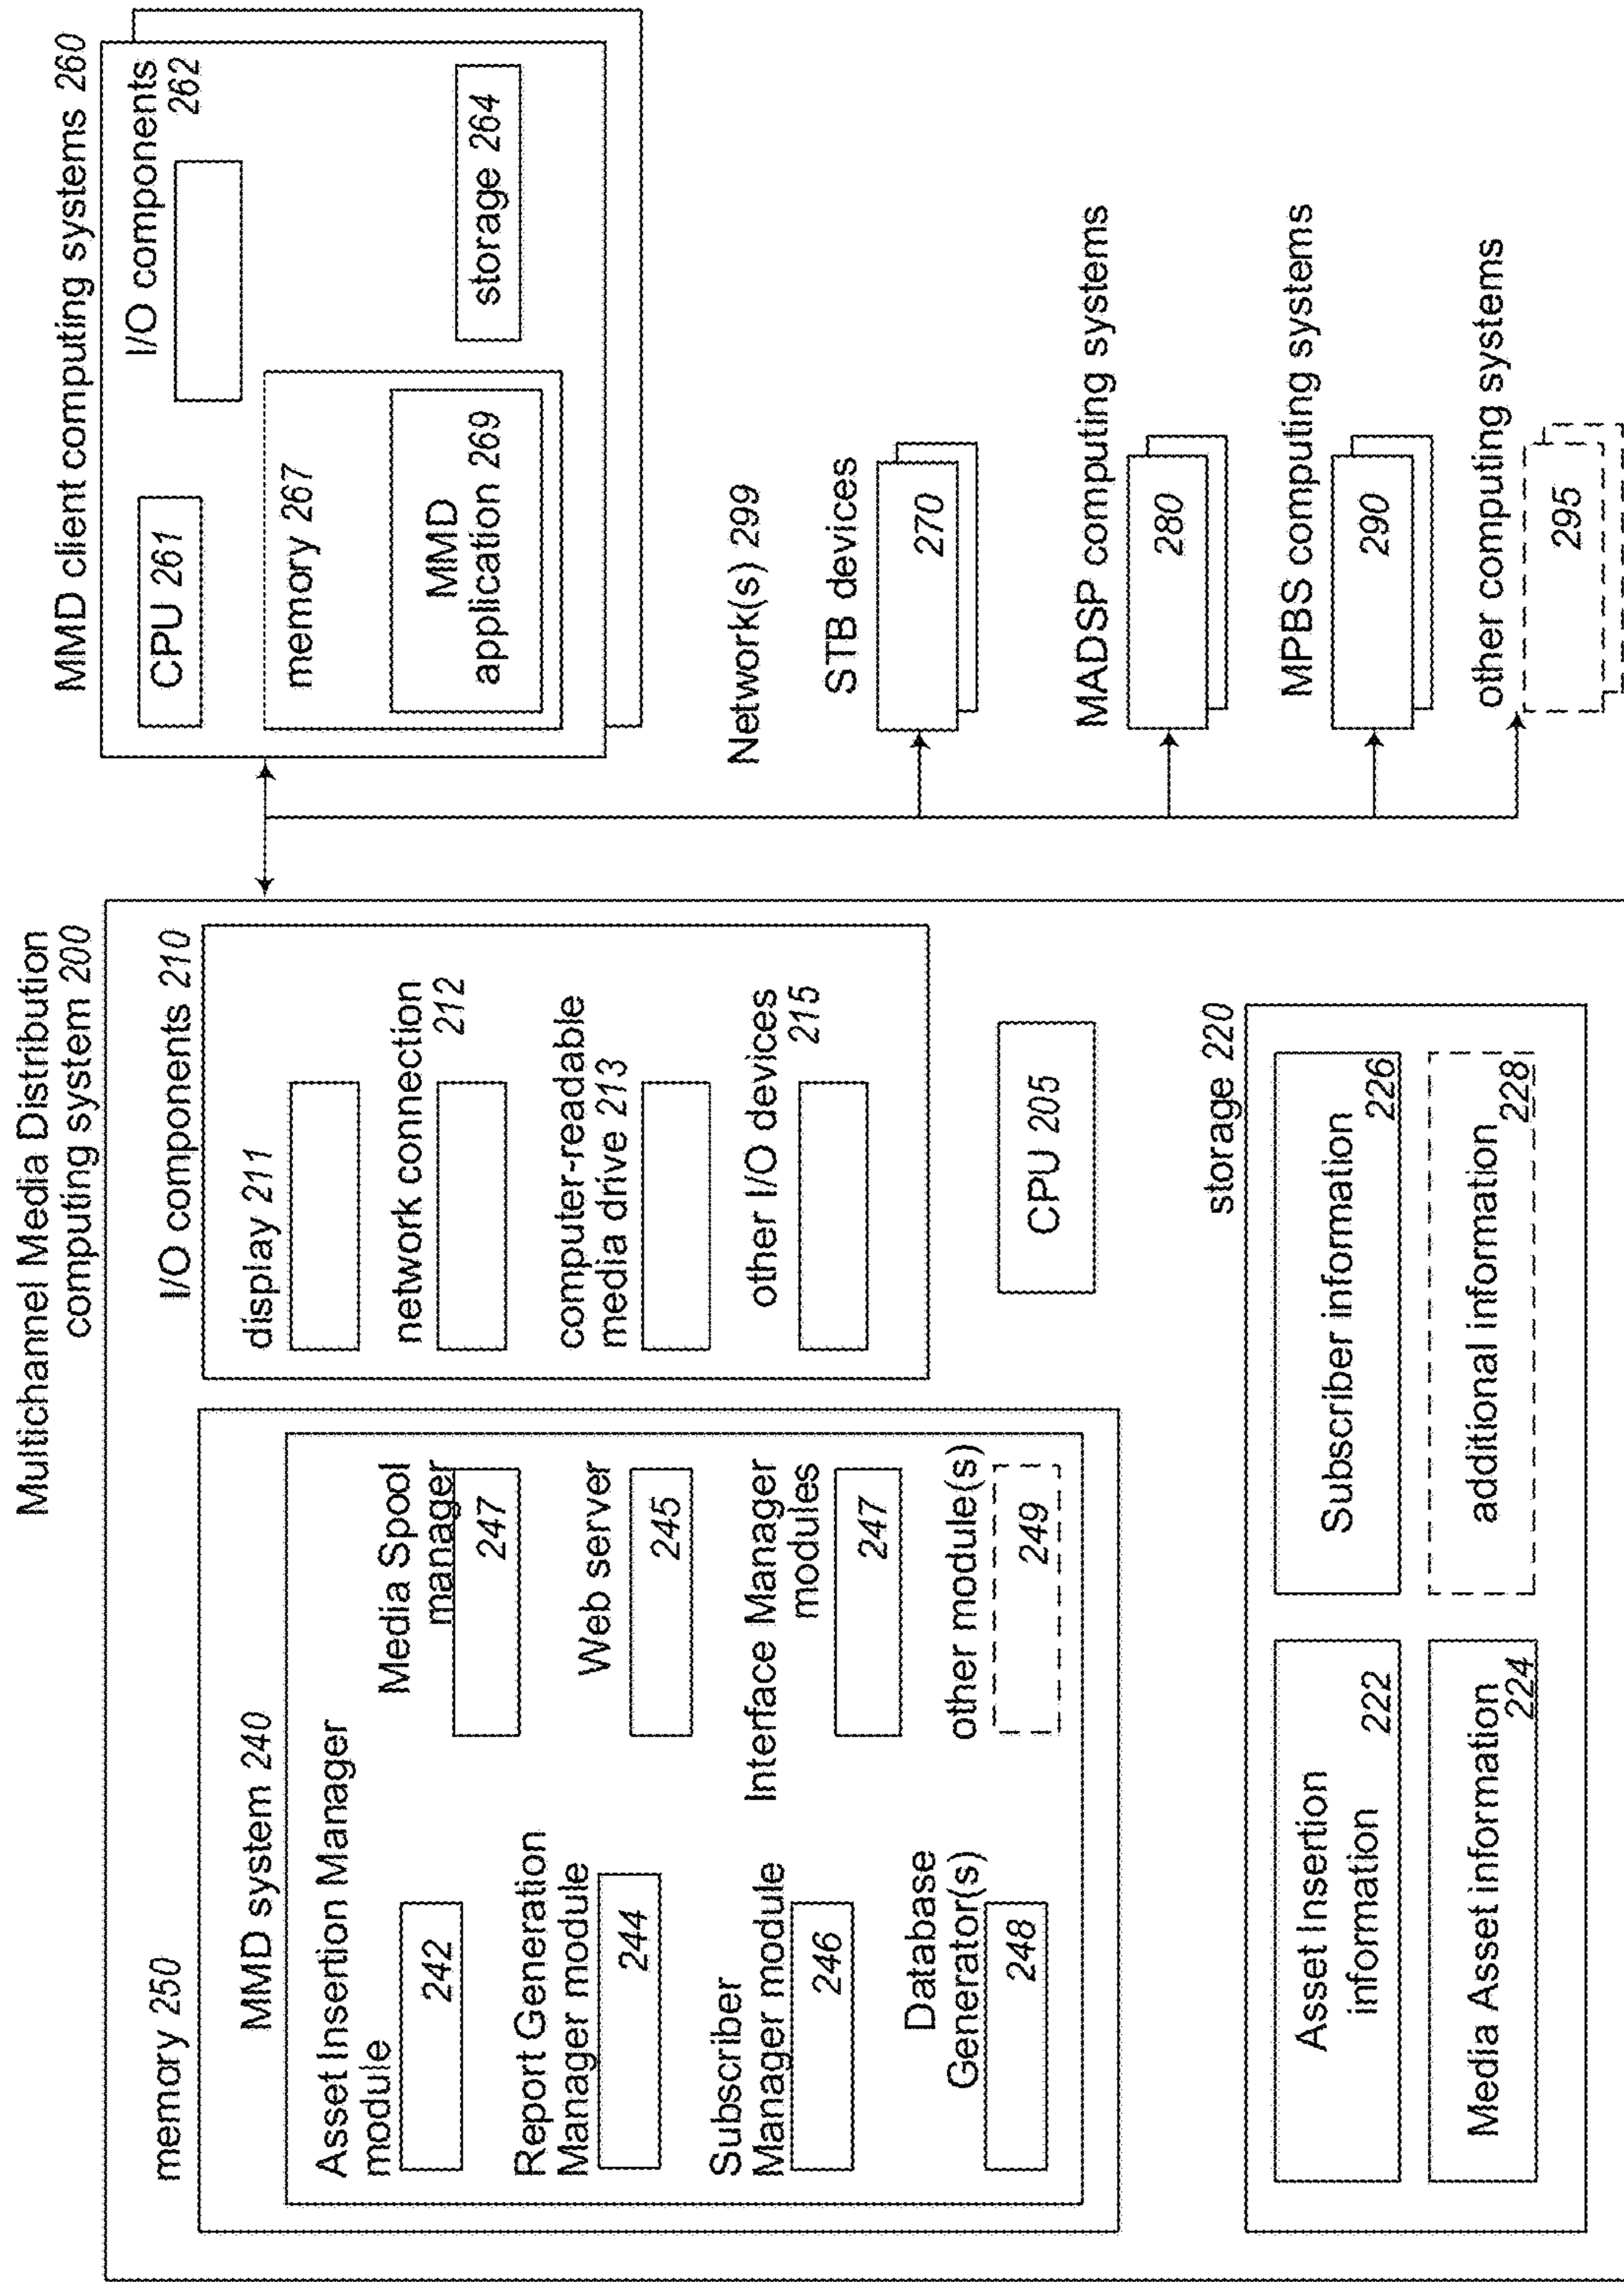 Multichannel Media Distribution
computing system 200
memory 250
MMD system 240
Asset Insertion Manager
module
242
Report Generation
Manager module
244
Subscriber
Manager module
246
Database
Generator(s)
248
Media Spool
manager
247
Web server
245
Interface Manager
modules
247
other module(s)
249
I/O components 210
display 211
network connection
212
computer-readable
media drive 213
other I/O devices
215
CPU 205
storage 220
Asset Insertion
information
222
Subscriber information
226
Media Asset information
224
additional information
228
MMD client computing systems 260
CPU 261
I/O components
262
memory 267
MMD
application 269
storage 264
Network(s) 299
STB devices
270
MADSP computing systems
280
MPBS computing systems
290
other computing systems
295